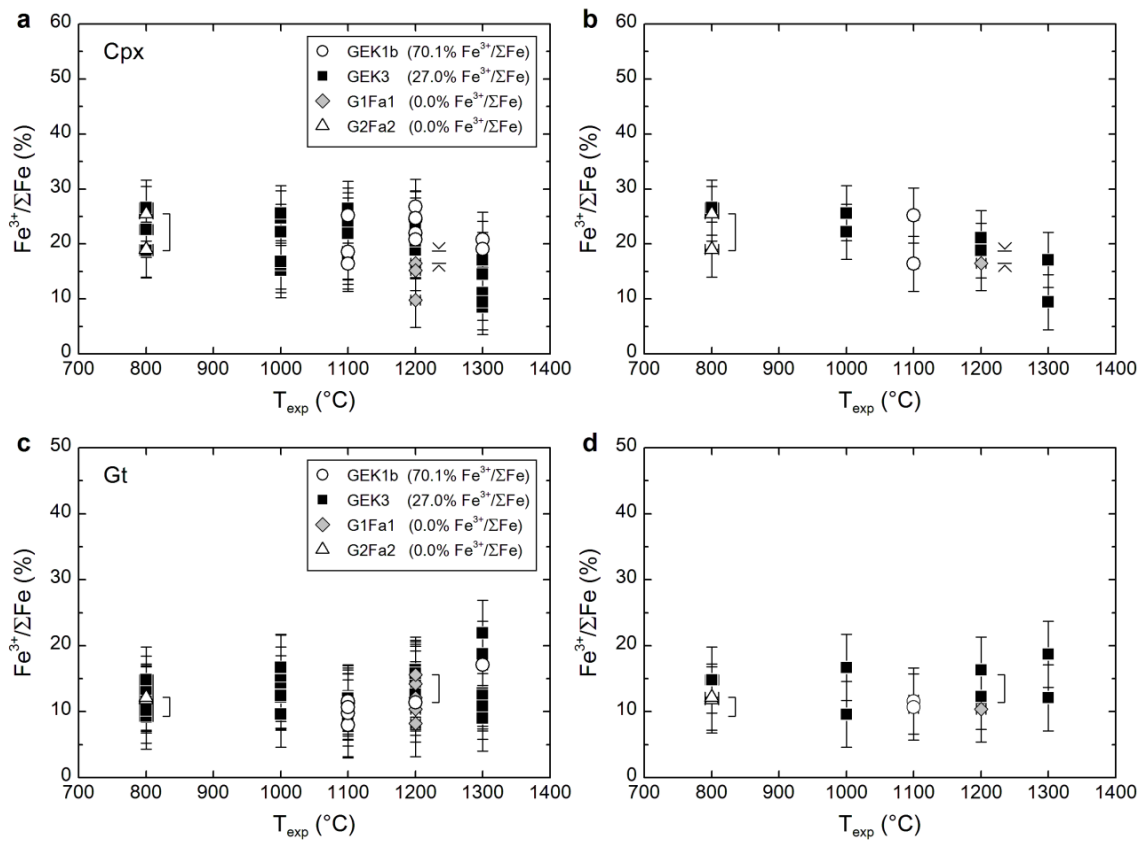 a
Cpx
GEK1b (70.1% Fe³⁺/ΣFe)
GEK3 (27.0% Fe³⁺/ΣFe)
G1Fa1 (0.0% Fe³⁺/ΣFe)
G2Fa2 (0.0% Fe³⁺/ΣFe)
Fe³⁺/ΣFe (%)
60
50
40
30
20
10
0
700 800 900 1000 1100 1200 1300 1400
T_exp (°C)
b
Fe³⁺/ΣFe (%)
60
50
40
30
20
10
0
700 800 900 1000 1100 1200 1300 1400
T_exp (°C)
c
Gt
GEK1b (70.1% Fe³⁺/ΣFe)
GEK3 (27.0% Fe³⁺/ΣFe)
G1Fa1 (0.0% Fe³⁺/ΣFe)
G2Fa2 (0.0% Fe³⁺/ΣFe)
Fe³⁺/ΣFe (%)
50
40
30
20
10
0
700 800 900 1000 1100 1200 1300 1400
T_exp (°C)
d
Fe³⁺/ΣFe (%)
50
40
30
20
10
0
700 800 900 1000 1100 1200 1300 1400
T_exp (°C)